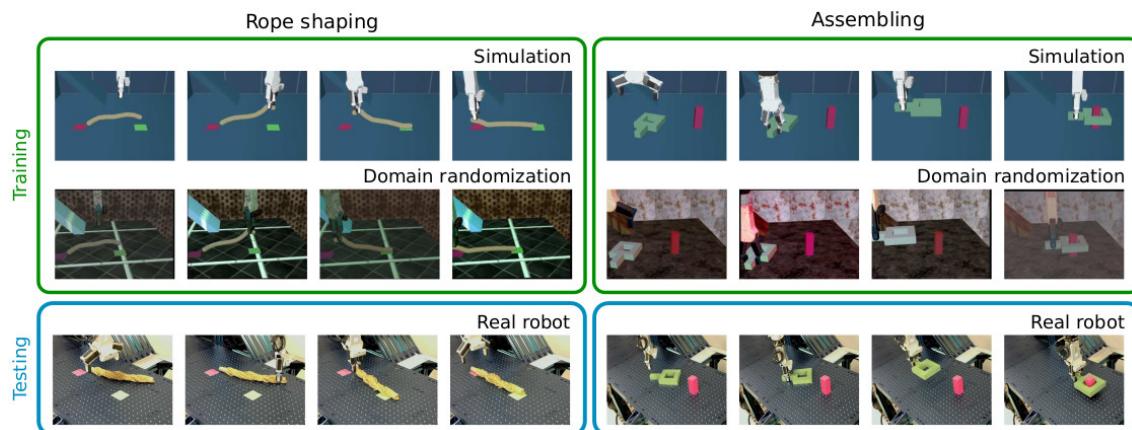 Rope shaping
Assembling
Training
Simulation
Domain randomization
Simulation
Domain randomization
Testing
Real robot
Real robot